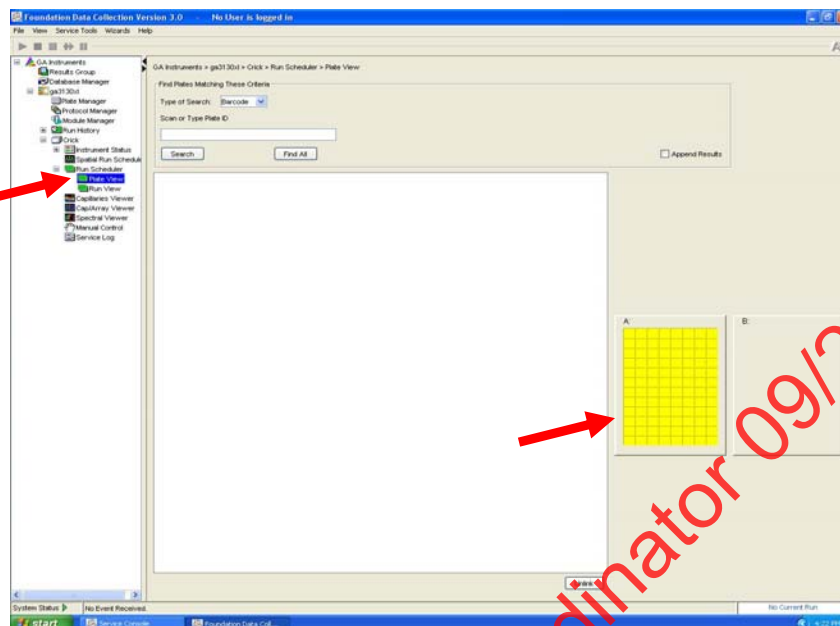 Foundation Data Collection Version 3.0 - No User is logged in
File View Service Tools Wizards Help
GA Instruments > ga3130xl > Crick > Run Scheduler > Plate View
GA Instruments
Results Group
Database Manager
ga3130xl
Plate Manager
Protocol Manager
Module Manager
Run History
Crick
Instrument Status
Spatial Run Schedule
Run Scheduler
Plate View
Run View
Capillaries Viewer
Cap/Array Viewer
Spectral Viewer
Manual Control
Service Log
Find Plates Matching These Criteria
Type of Search: Barcode
Scan or Type Plate ID
Search
Find All
Append Results
A:
B:
System Status
No Event Received.
No Current Run
start
Service Console
Foundation Data Coll...
4:22 PM
dinator 09/2